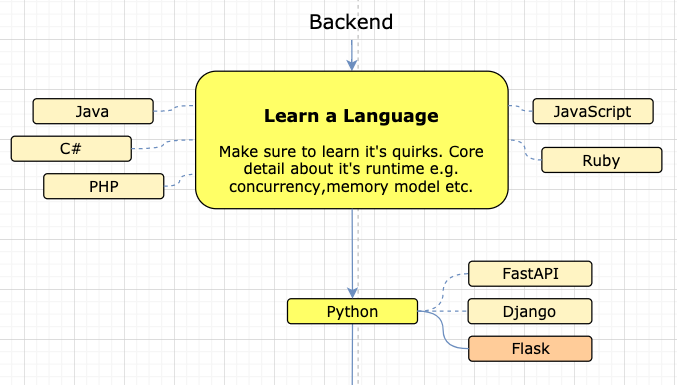 Backend
Learn a Language
Make sure to learn it's quirks. Core
detail about it's runtime e.g.
concurrency,memory model etc.
Java
C#
PHP
JavaScript
Ruby
Python
FastAPI
Django
Flask